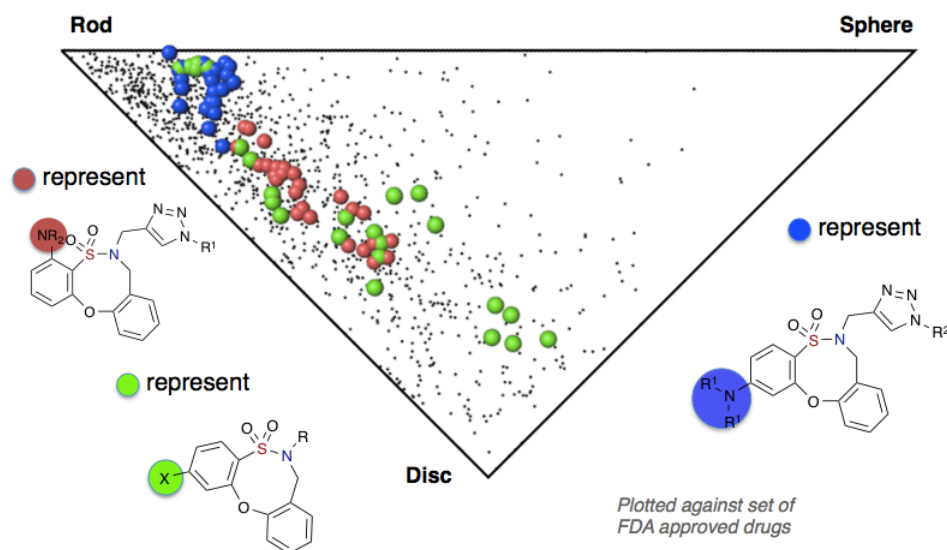 Rod
Sphere
represent
NR₂
O
O
S
N
N
N
N
R¹
O
represent
N
N
N
R²
O
O
S
N
R¹
N
R¹
O
represent
O
O
S
N
R
X
O
Disc
Plotted against set of
FDA approved drugs